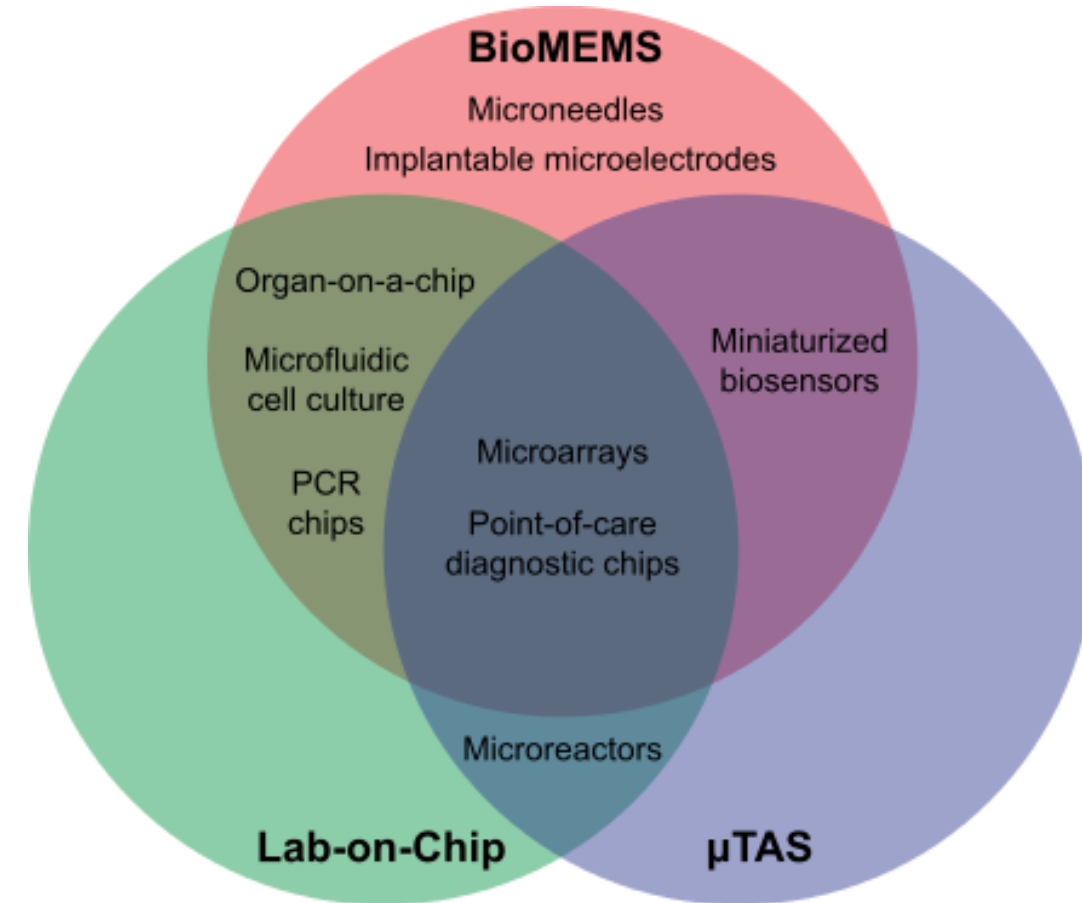 BioMEMS
Microneedles
Implantable microelectrodes
Organ-on-a-chip
Microfluidic
cell culture
PCR
chips
Miniaturized
biosensors
Microarrays
Point-of-care
diagnostic chips
Microreactors
Lab-on-Chip
µTAS